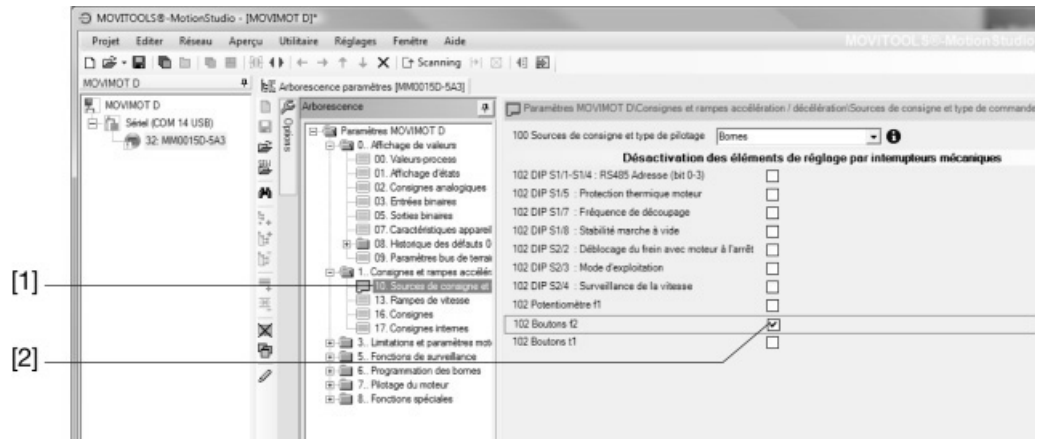 MOVITOOLS®-MotionStudio - [MOVIMOT D]*
Projet Editer Réseau Aperçu Utilitaire Réglages Fenêtre Aide
MOVITOOLS®-MotionStudio
Scanning
MOVIMOT D
Arborescence paramètres [MM0015D-5A3]
MOVIMOT D
Sériel (COM 14 USB)
32: MM0015D-5A3
Options
Arborescence
Paramètres MOVIMOT D
0.. Affichage de valeurs
00. Valeurs-process
01. Affichage d'états
02. Consignes analogiques
03. Entrées binaires
05. Sorties binaires
07. Caractéristiques appareil
08. Historique des défauts 0
09. Paramètres bus de terrai
1.. Consignes et rampes accélér
10. Sources de consigne et
13. Rampes de vitesse
16. Consignes
17. Consignes internes
3.. Limitations et paramètres mot
5.. Fonctions de surveillance
6.. Programmation des bornes
7.. Pilotage du moteur
8.. Fonctions spéciales
Paramètres MOVIMOT D\Consignes et rampes accélération / décélération\Sources de consigne et type de commande
100 Sources de consigne et type de pilotage Bornes
Désactivation des éléments de réglage par interrupteurs mécaniques
102 DIP S1/1-S1/4 : RS485 Adresse (bit 0-3)
102 DIP S1/5 : Protection thermique moteur
102 DIP S1/7 : Fréquence de découpage
102 DIP S1/8 : Stabilité marche à vide
102 DIP S2/2 : Déblocage du frein avec moteur à l'arrêt
102 DIP S2/3 : Mode d'exploitation
102 DIP S2/4 : Surveillance de la vitesse
102 Potentiomètre f1
102 Boutons f2
102 Boutons t1
[1]
[2]